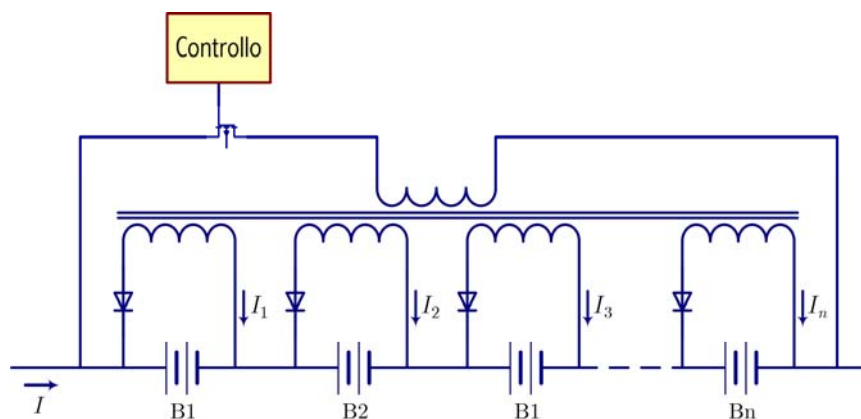 Controllo
I₁ I₂ I₃ Iₙ
I B1 B2 B1 Bn